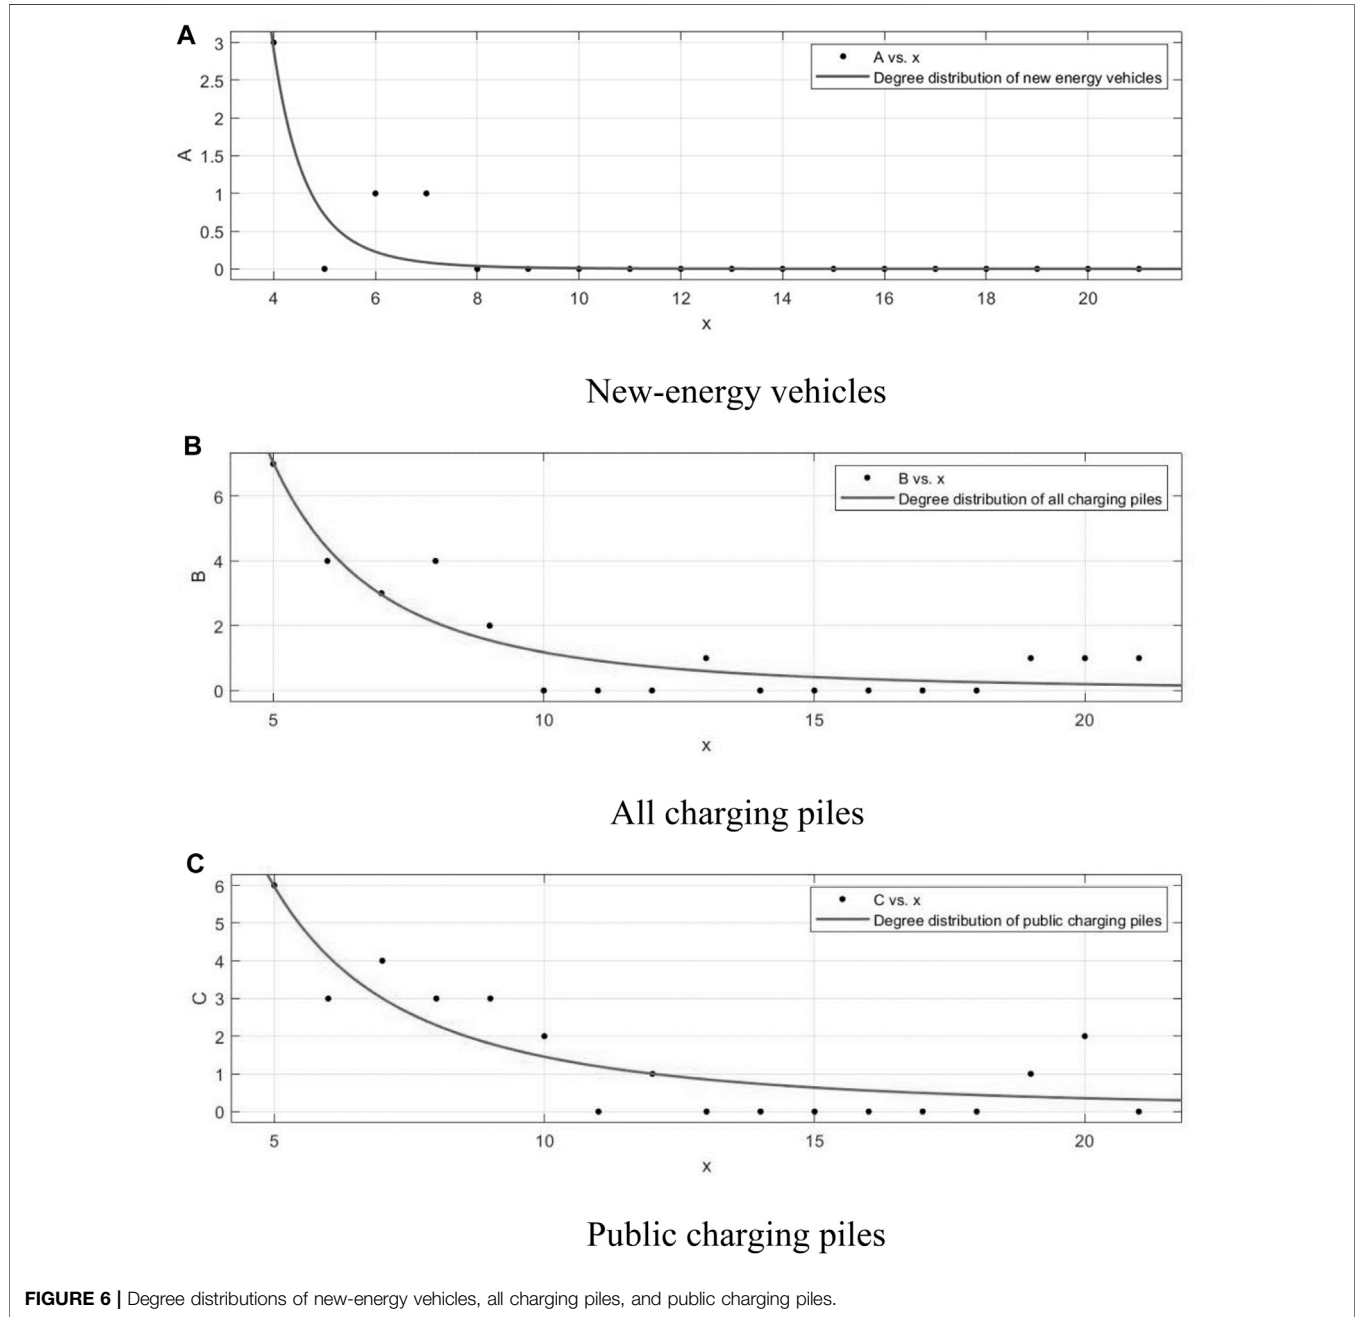 A
3
2.5
2
1.5
1
0.5
0
A
A vs. x
Degree distribution of new energy vehicles
4 6 8 10 12 14 16 18 20
x
New-energy vehicles
B
6
4
2
0
B
B vs. x
Degree distribution of all charging piles
5 10 15 20
x
All charging piles
C
6
5
4
3
2
1
0
C
C vs. x
Degree distribution of public charging piles
5 10 15 20
x
Public charging piles
FIGURE 6 | Degree distributions of new-energy vehicles, all charging piles, and public charging piles.